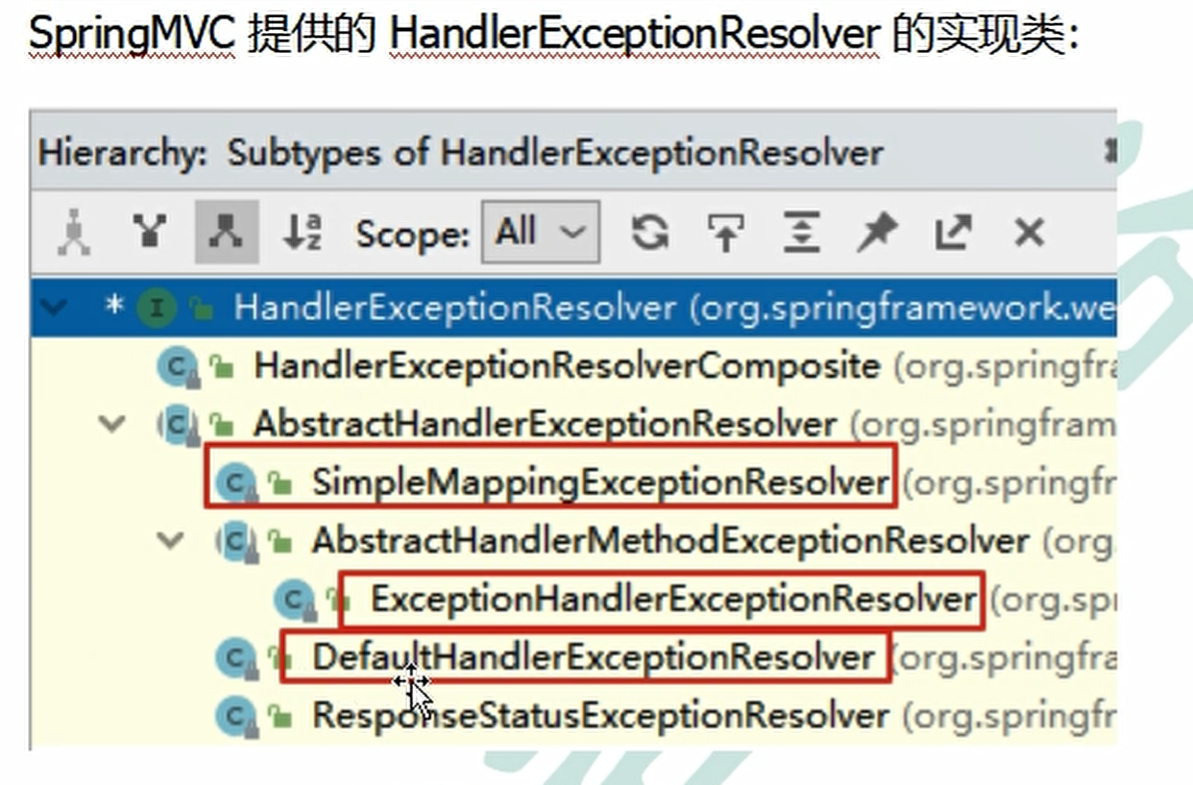 SpringMVC 提供的 HandlerExceptionResolver 的实现类:
Hierarchy: Subtypes of HandlerExceptionResolver
Scope: All
* I HandlerExceptionResolver (org.springframework.we
C HandlerExceptionResolverComposite (org.springfra
C AbstractHandlerExceptionResolver (org.springfram
C SimpleMappingExceptionResolver (org.springfr
C AbstractHandlerMethodExceptionResolver (org.
C ExceptionHandlerExceptionResolver (org.spr
C DefaultHandlerExceptionResolver (org.springfra
C ResponseStatusExceptionResolver (org.springfr